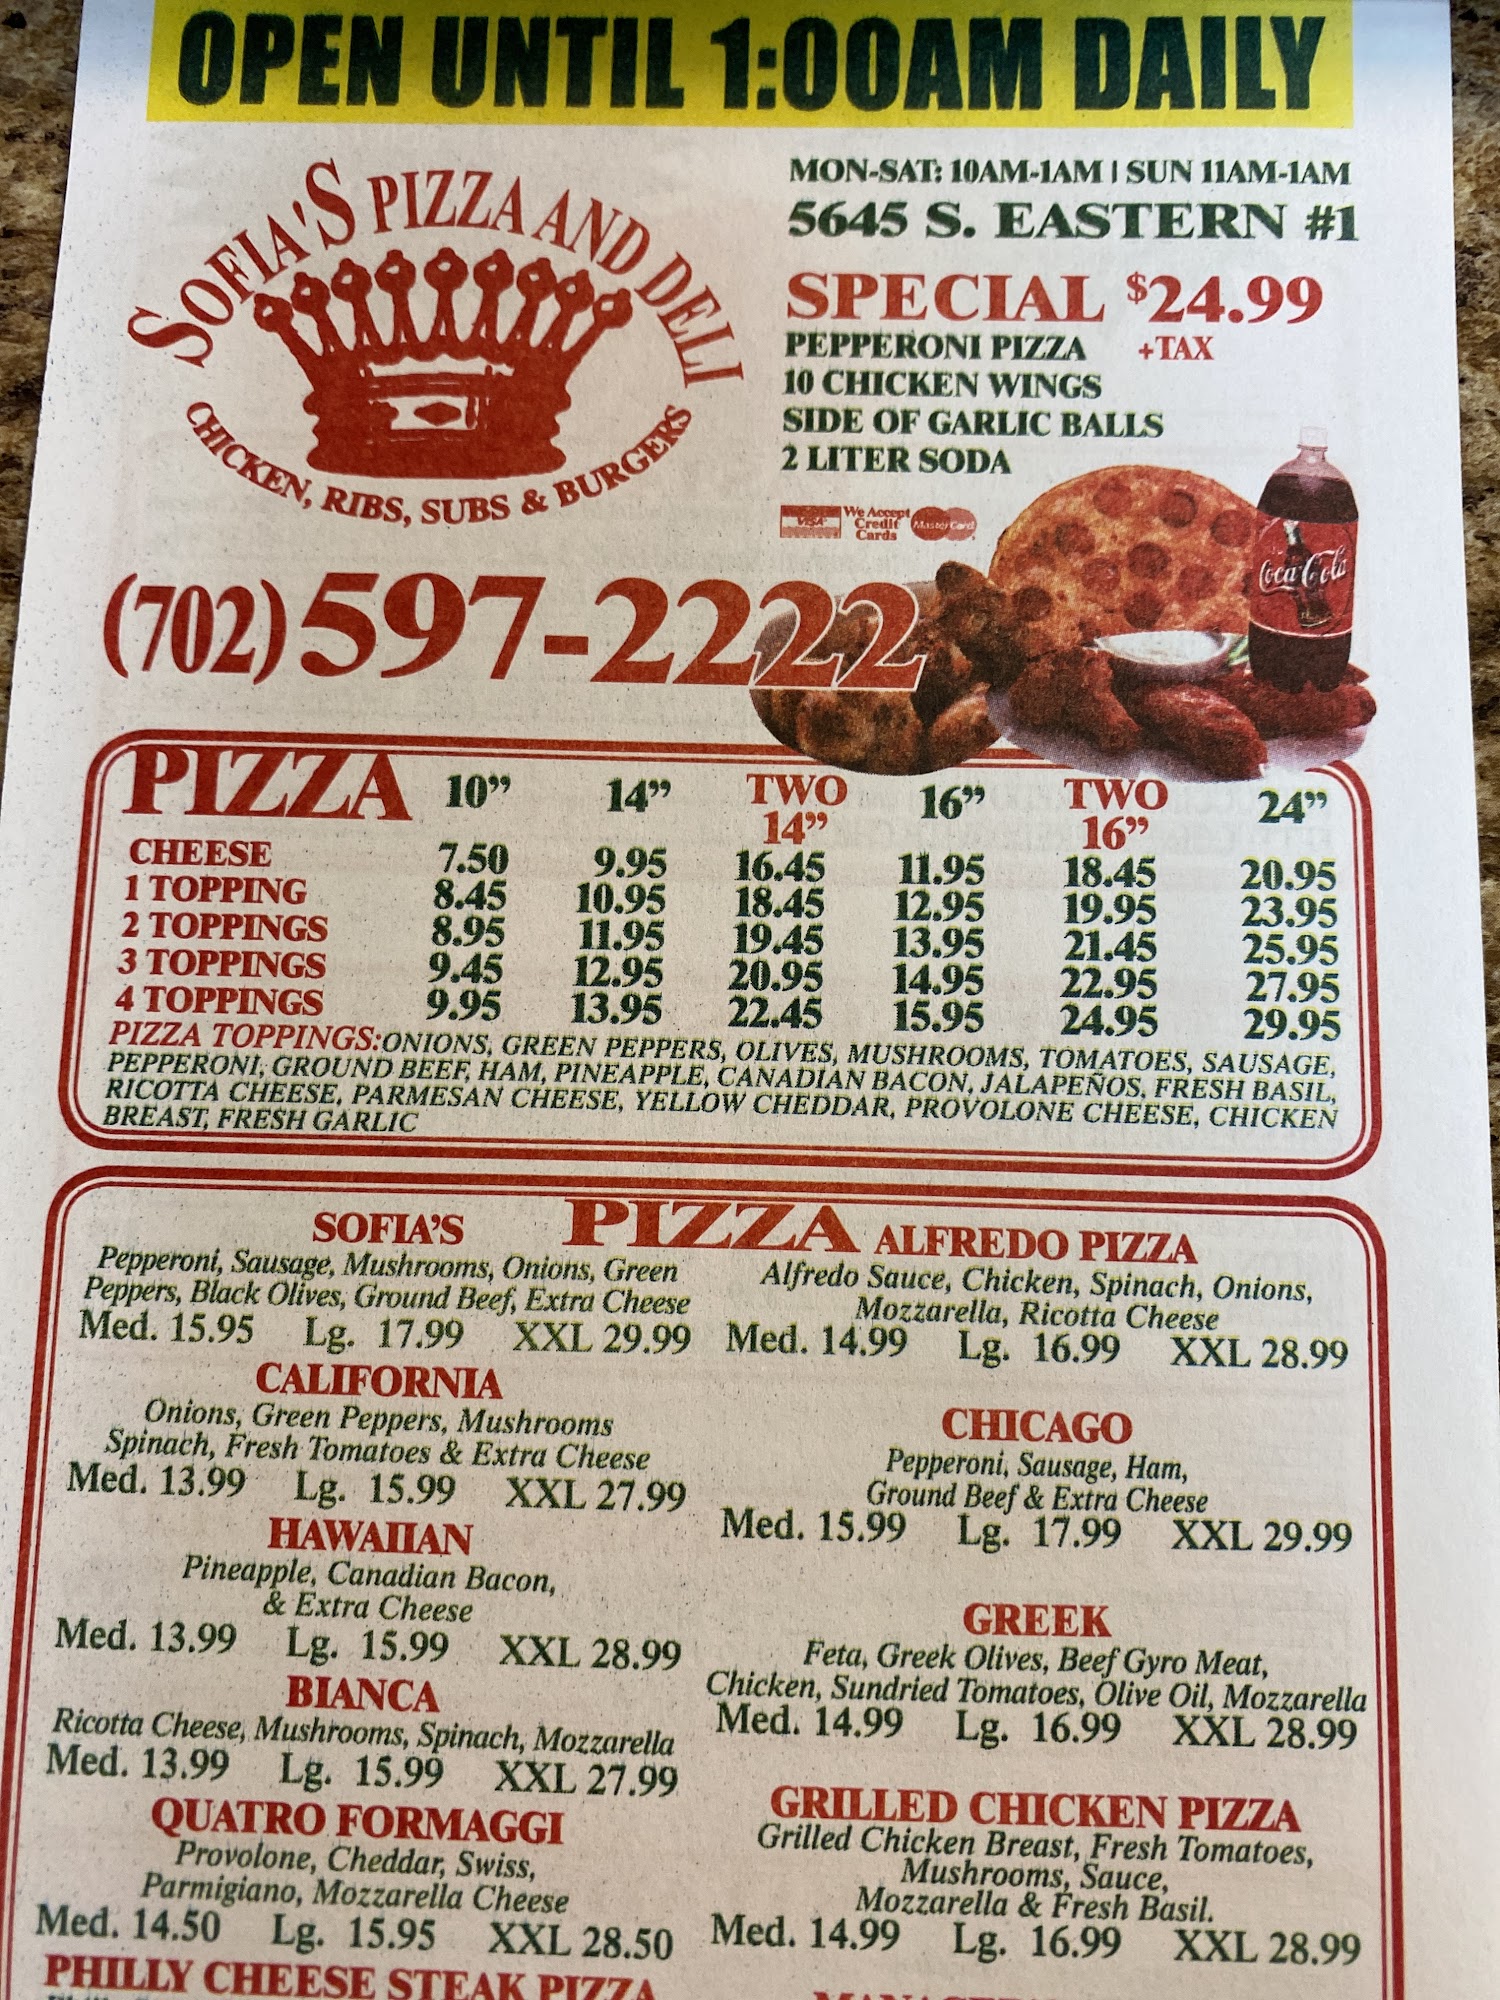 OPEN UNTIL 1:00AM DAILY
SOFIA'S PIZZA AND DELI
CHICKEN, RIBS, SUBS & BURGERS
MON-SAT: 10AM-1AM | SUN 11AM-1AM
5645 S. EASTERN #1
SPECIAL $24.99
PEPPERONI PIZZA +TAX
10 CHICKEN WINGS
SIDE OF GARLIC BALLS
2 LITER SODA
VISA
We Accept
Credit
Cards
MasterCard
Coca-Cola
(702) 597-2222
PIZZA 10” 14” TWO 14” 16” TWO 16” 24”
CHEESE 7.50 9.95 16.45 11.95 18.45 20.95
1 TOPPING 8.45 10.95 18.45 12.95 19.95 23.95
2 TOPPINGS 8.95 11.95 19.45 13.95 21.45 25.95
3 TOPPINGS 9.45 12.95 20.95 14.95 22.95 27.95
4 TOPPINGS 9.95 13.95 22.45 15.95 24.95 29.95
PIZZA TOPPINGS:ONIONS, GREEN PEPPERS, OLIVES, MUSHROOMS, TOMATOES, SAUSAGE,
PEPPERONI, GROUND BEEF, HAM, PINEAPPLE, CANADIAN BACON, JALAPEÑOS, FRESH BASIL,
RICOTTA CHEESE, PARMESAN CHEESE, YELLOW CHEDDAR, PROVOLONE CHEESE, CHICKEN
BREAST, FRESH GARLIC
PIZZA
SOFIA'S
Pepperoni, Sausage, Mushrooms, Onions, Green
Peppers, Black Olives, Ground Beef, Extra Cheese
Med. 15.95 Lg. 17.99 XXL 29.99
CALIFORNIA
Onions, Green Peppers, Mushrooms
Spinach, Fresh Tomatoes & Extra Cheese
Med. 13.99 Lg. 15.99 XXL 27.99
HAWAIIAN
Pineapple, Canadian Bacon,
& Extra Cheese
Med. 13.99 Lg. 15.99 XXL 28.99
BIANCA
Ricotta Cheese, Mushrooms, Spinach, Mozzarella
Med. 13.99 Lg. 15.99 XXL 27.99
QUATRO FORMAGGI
Provolone, Cheddar, Swiss,
Parmigiano, Mozzarella Cheese
Med. 14.50 Lg. 15.95 XXL 28.50
PHILLY CHEESE STEAK PIZZA
ALFREDO PIZZA
Alfredo Sauce, Chicken, Spinach, Onions,
Mozzarella, Ricotta Cheese
Med. 14.99 Lg. 16.99 XXL 28.99
CHICAGO
Pepperoni, Sausage, Ham,
Ground Beef & Extra Cheese
Med. 15.99 Lg. 17.99 XXL 29.99
GREEK
Feta, Greek Olives, Beef Gyro Meat,
Chicken, Sundried Tomatoes, Olive Oil, Mozzarella
Med. 14.99 Lg. 16.99 XXL 28.99
GRILLED CHICKEN PIZZA
Grilled Chicken Breast, Fresh Tomatoes,
Mushrooms, Sauce,
Mozzarella & Fresh Basil.
Med. 14.99 Lg. 16.99 XXL 28.99